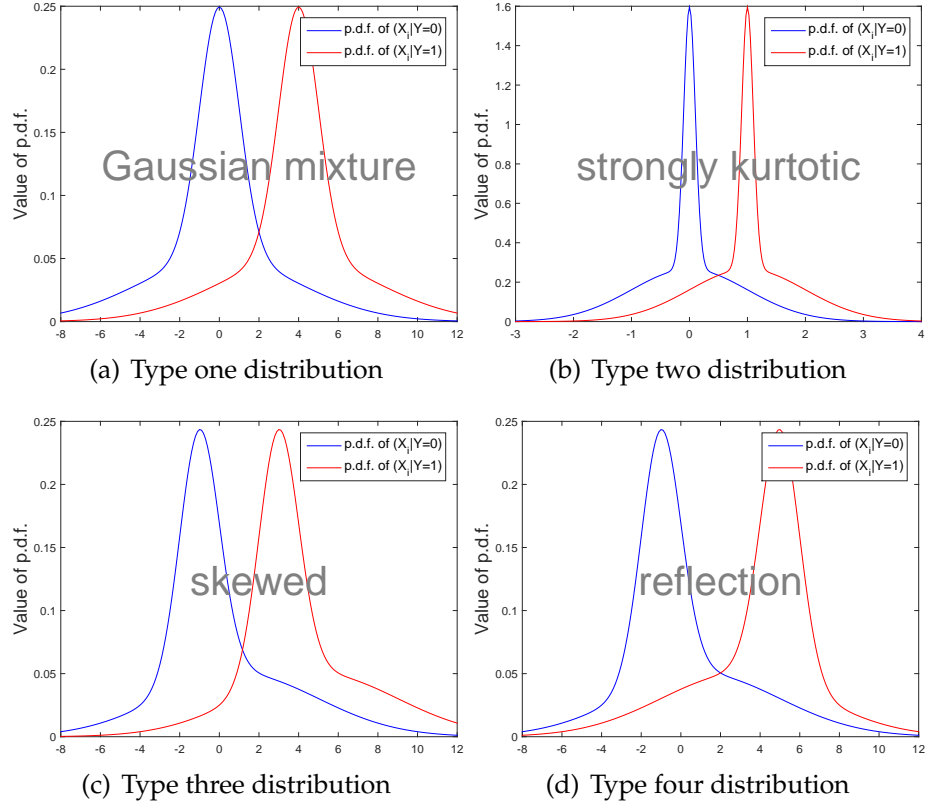 0.25
0.2
0.15
0.1
0.05
0
Value of p.d.f.
-8 -6 -4 -2 0 2 4 6 8 10 12
p.d.f. of (X_i|Y=0)
p.d.f. of (X_i|Y=1)
Gaussian mixture
(a) Type one distribution
1.6
1.4
1.2
1
0.8
0.6
0.4
0.2
0
Value of p.d.f.
-3 -2 -1 0 1 2 3 4
p.d.f. of (X_i|Y=0)
p.d.f. of (X_i|Y=1)
strongly kurtotic
(b) Type two distribution
0.25
0.2
0.15
0.1
0.05
0
Value of p.d.f.
-8 -6 -4 -2 0 2 4 6 8 10 12
p.d.f. of (X_i|Y=0)
p.d.f. of (X_i|Y=1)
skewed
(c) Type three distribution
0.25
0.2
0.15
0.1
0.05
0
Value of p.d.f.
-8 -6 -4 -2 0 2 4 6 8 10 12
p.d.f. of (X_i|Y=0)
p.d.f. of (X_i|Y=1)
reflection
(d) Type four distribution